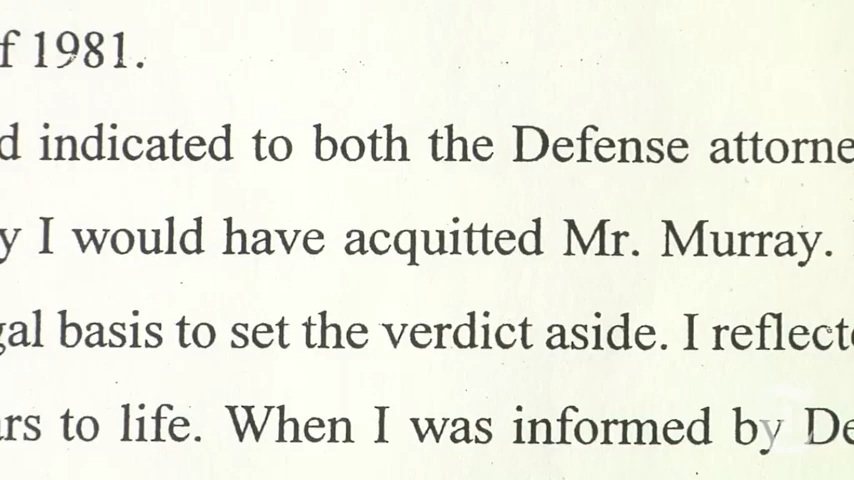 f 1981.
d indicated to both the Defense attorne
y I would have acquitted Mr. Murray.
gal basis to set the verdict aside. I reflect
rs to life. When I was informed by De